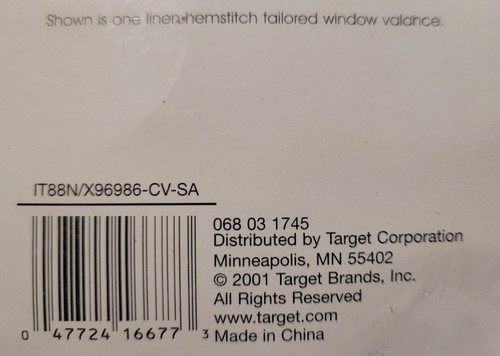 Shown is one linen hemstitch tailored window valance.
IT88N/X96986-CV-SA
068 03 1745
Distributed by Target Corporation
Minneapolis, MN 55402
© 2001 Target Brands, Inc.
All Rights Reserved
www.target.com
Made in China
0 47724 16677 3